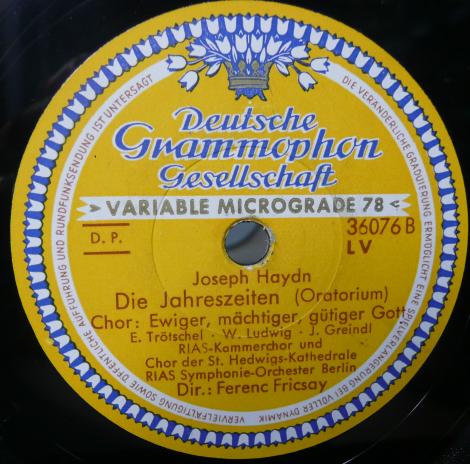 Deutsche
Grammophon
Gesellschaft
> VARIABLE MICROGRADE 78 <
D. P.
36076 B
LV
Joseph Haydn
Die Jahreszeiten (Oratorium)
Chor: Ewiger, mächtiger, gütiger Gott
E. Trötschel - W. Ludwig - J. Greindl
RIAS-Kammerchor und
Chor der St. Hedwigs-Kathedrale
RIAS Symphonie-Orchester Berlin
Dir.: Ferenc Fricsay
DIE VERÄNDERLICHE GRADUIERUNG ERMÖGLICHT EINE SPIELVERLÄNGERUNG BEI VOLLER DYNAMIK
VERVIELFÄLTIGUNG SOWIE ÖFFENTLICHE AUFFÜHRUNG UND RUNDFUNKSENDUNG IST UNTERSAGT